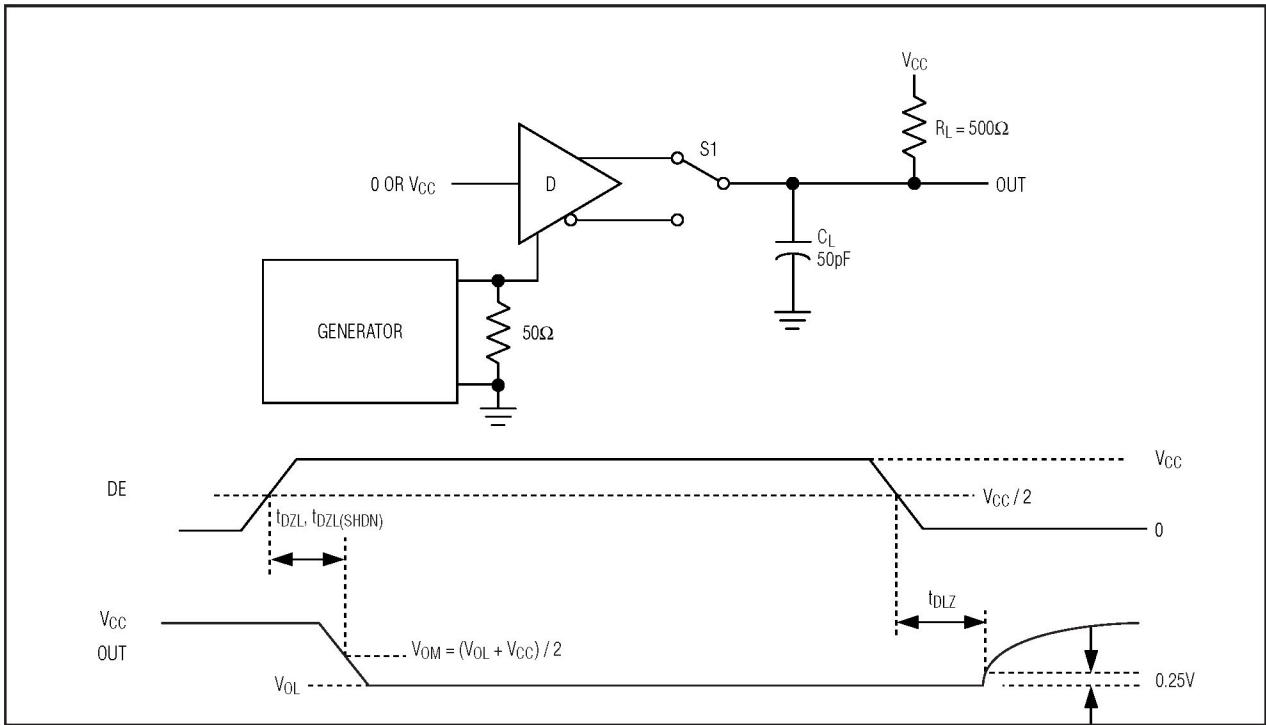 VCC
RL = 500Ω
S1
0 OR VCC
D
OUT
CL
50pF
GENERATOR
50Ω
VCC
DE
VCC / 2
tDZL, tDZL(SHDN)
0
tDLZ
VCC
OUT
VOM = (VOL + VCC) / 2
VOL
0.25V